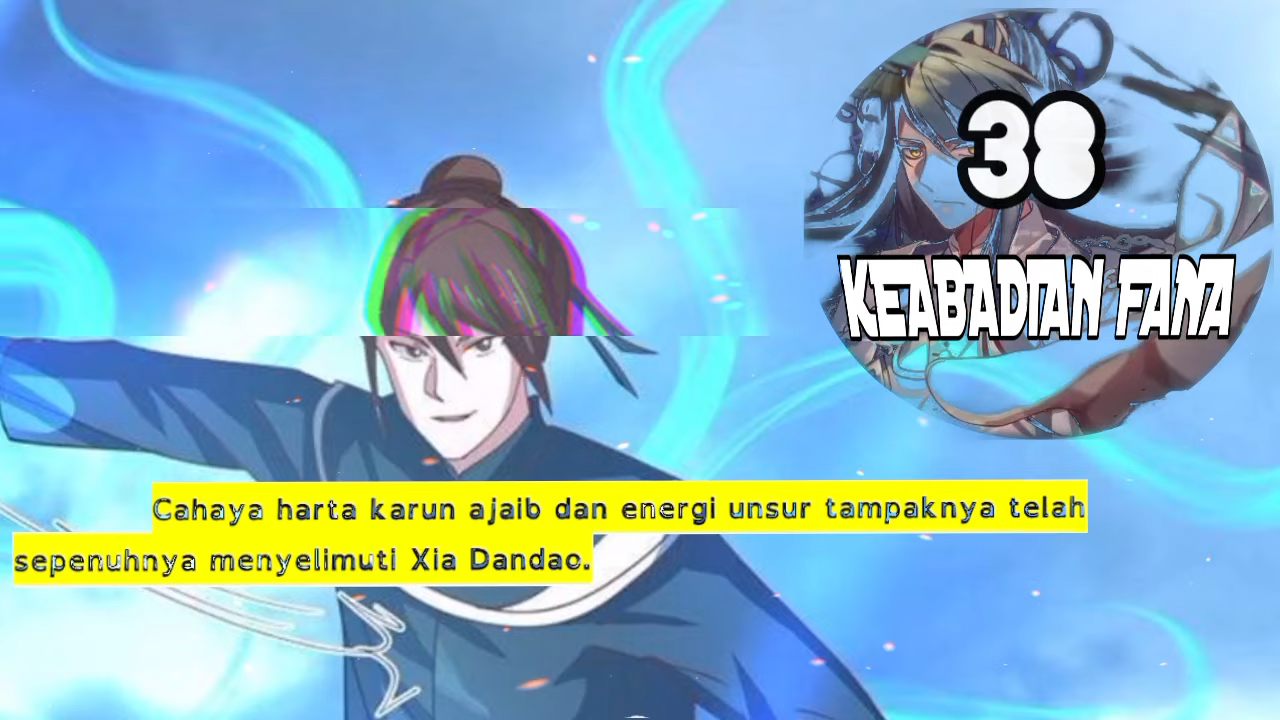 38
KEABADIAN FANA
Cahaya harta karun ajaib dan energi unsur tampaknya telah
sepenuhnya menyelimuti Xia Dandao.